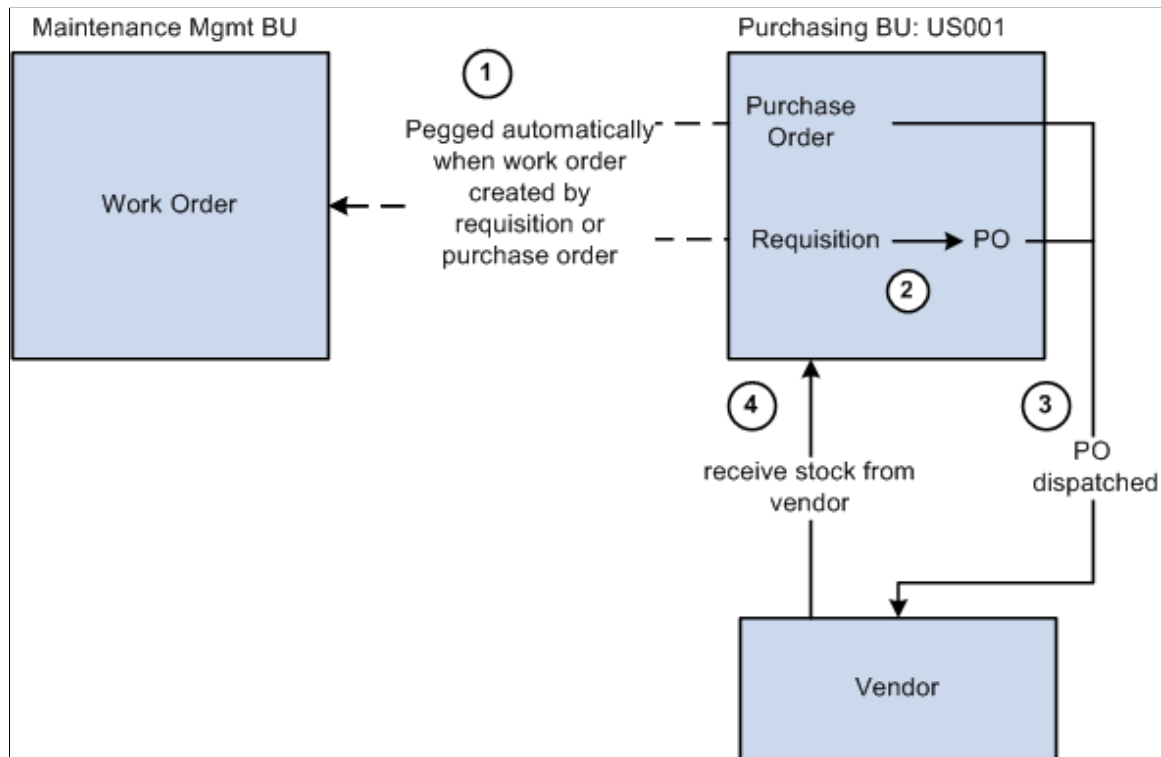 Maintenance Mgmt BU
Purchasing BU: US001
1
Pegged automatically
when work order
created by
requisition or
purchase order
Work Order
Purchase
Order
Requisition
PO
2
4
3
receive stock from
vendor
PO
dispatched
Vendor